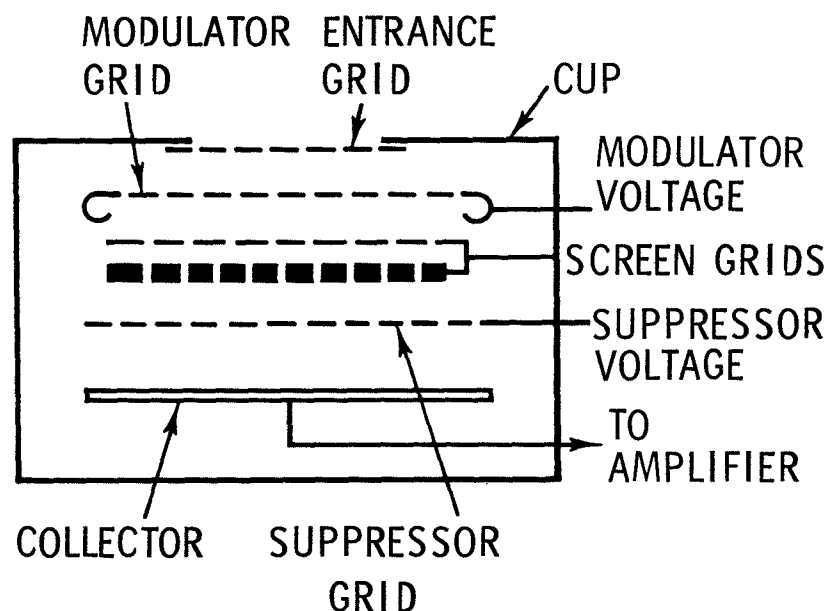 MODULATOR
GRID
ENTRANCE
GRID
CUP
MODULATOR
VOLTAGE
SCREEN GRIDS
SUPPRESSOR
VOLTAGE
TO
AMPLIFIER
COLLECTOR
SUPPRESSOR
GRID